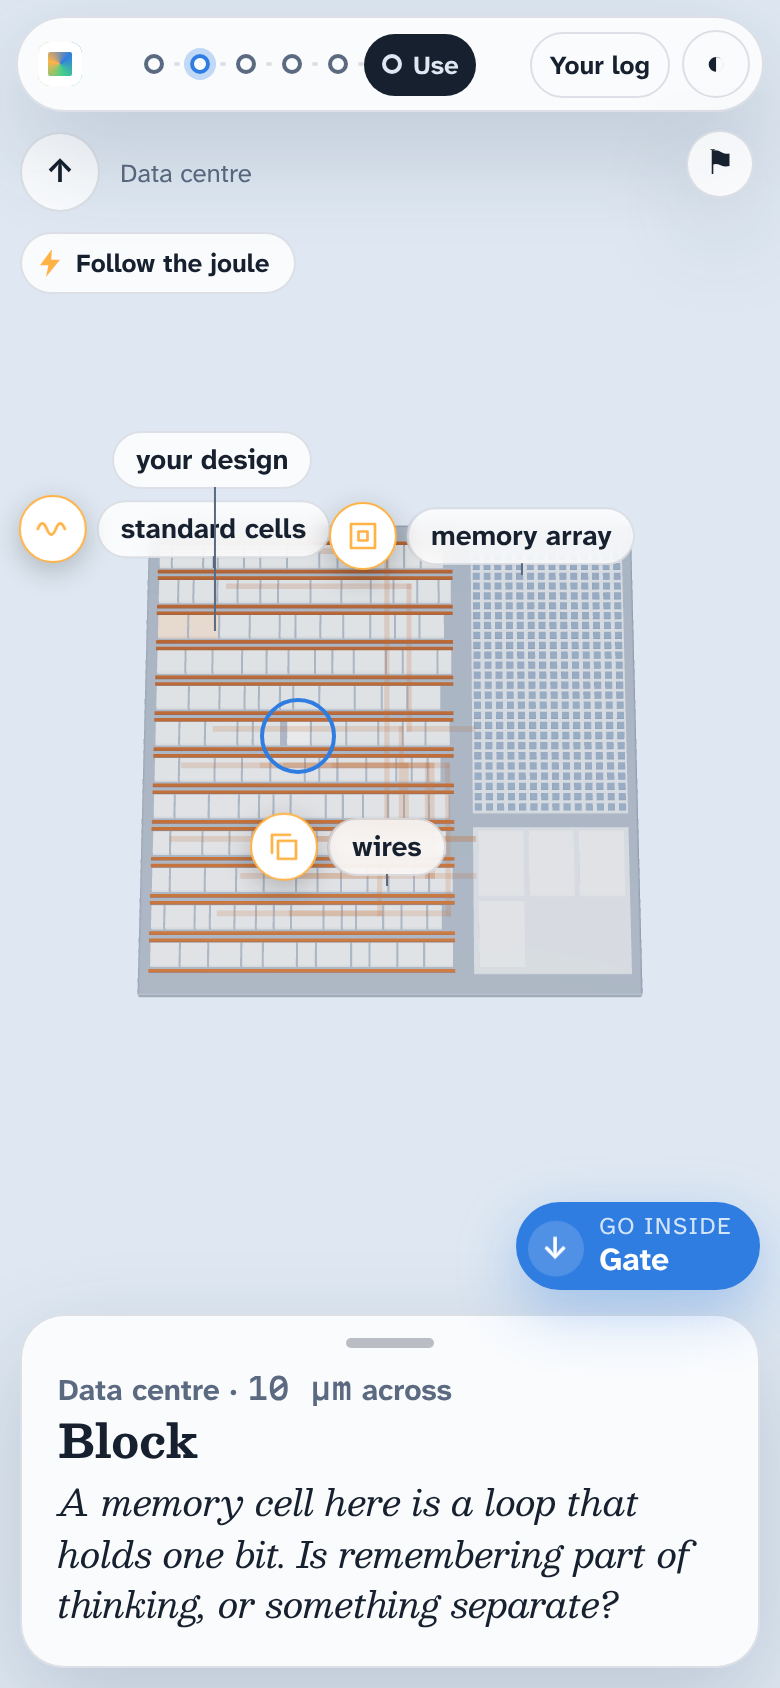 Use
Your log
Data centre
Follow the joule
your design
standard cells
memory array
wires
GO INSIDE
Gate
Data centre · 10 µm across
Block
A memory cell here is a loop that
holds one bit. Is remembering part of
thinking, or something separate?